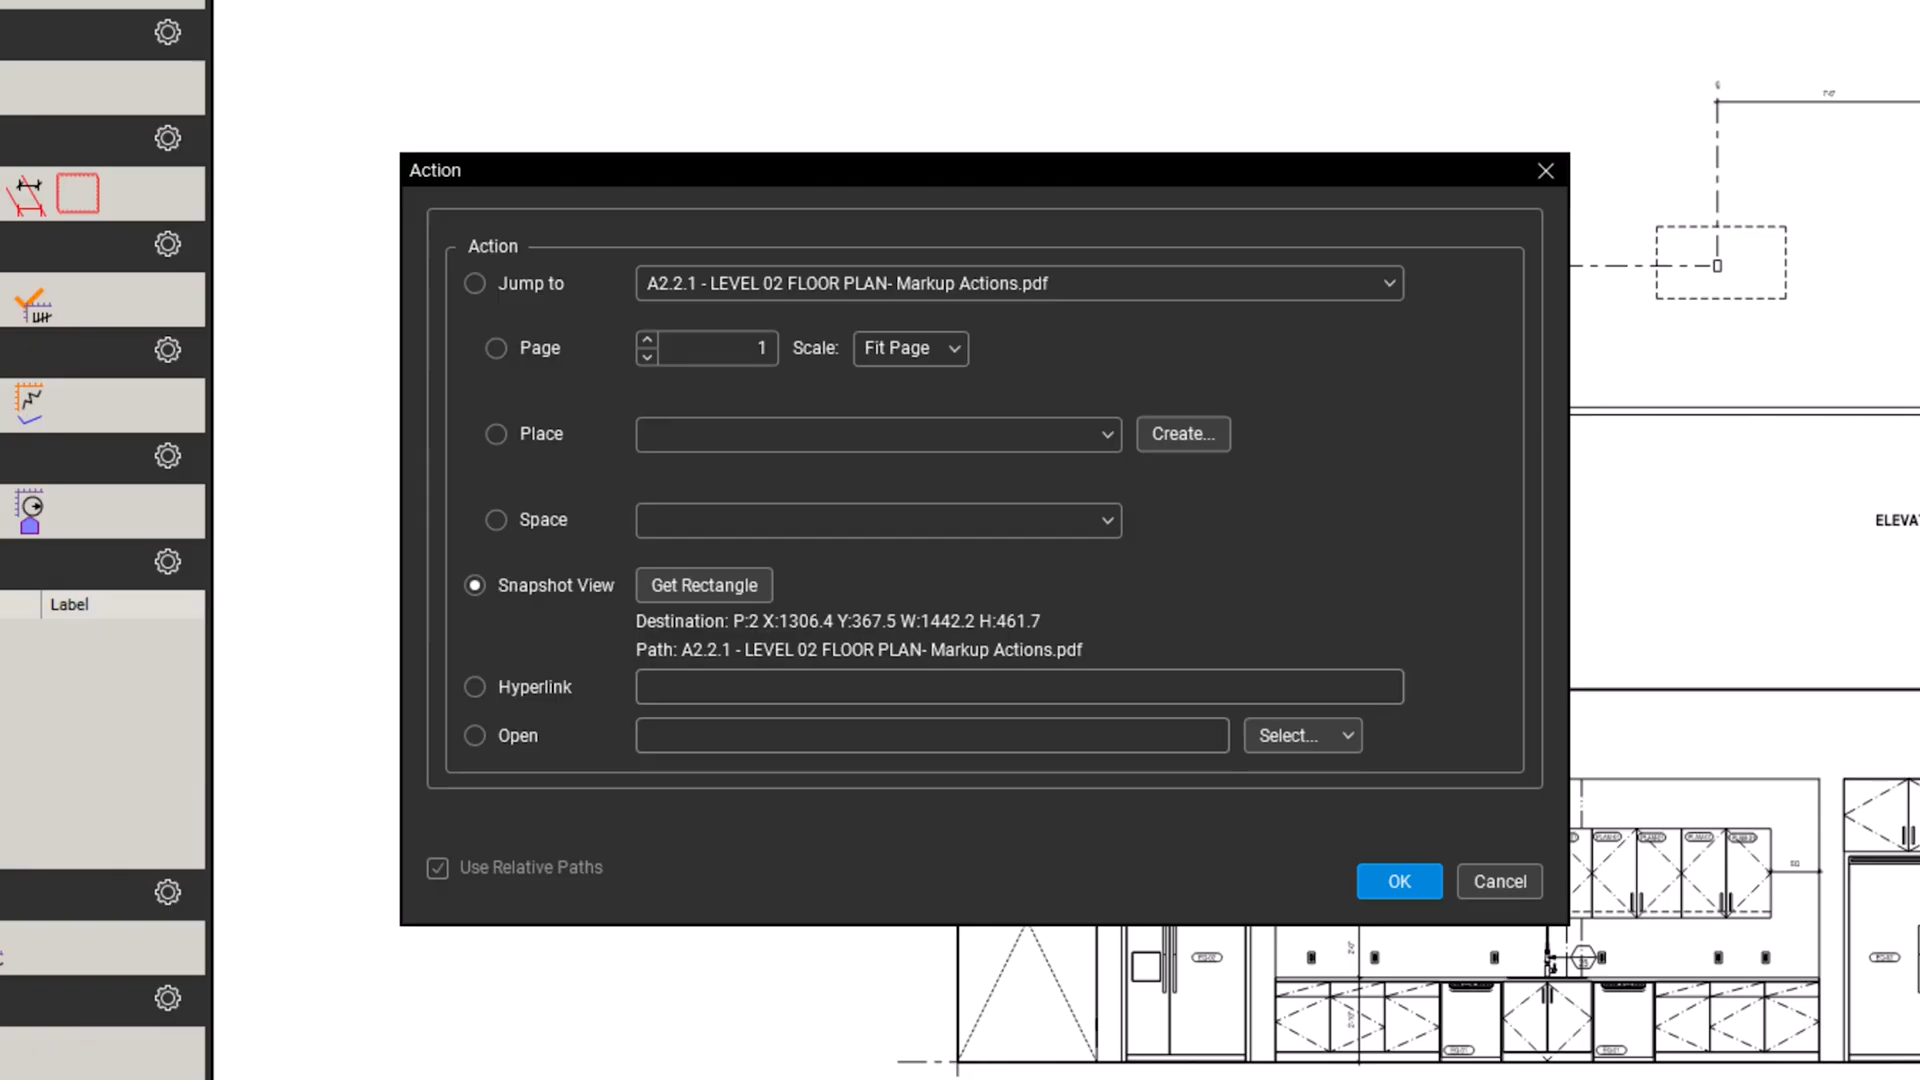 Action
Action
Jump to A2.2.1 - LEVEL 02 FLOOR PLAN- Markup Actions.pdf
Page 1 Scale: Fit Page
Place Create...
Space
Snapshot View Get Rectangle
Destination: P:2 X:1306.4 Y:367.5 W:1442.2 H:461.7
Path: A2.2.1 - LEVEL 02 FLOOR PLAN- Markup Actions.pdf
Hyperlink
Open Select...
Use Relative Paths
OK Cancel
Label
ELEVA